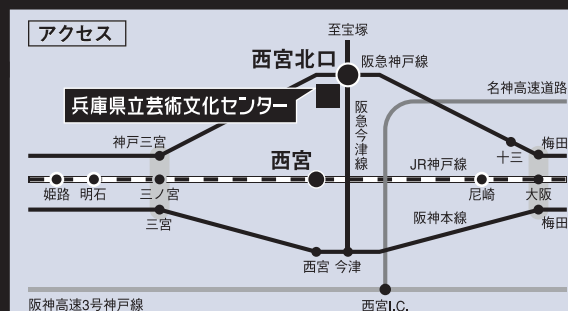 アクセス
至宝塚
西宮北口
阪急神戸線
名神高速道路
兵庫県立芸術文化センター
阪急今津線
神戸三宮
十三
梅田
西宮
JR神戸線
姫路
明石
三ノ宮
尼崎
大阪
三宮
阪神本線
梅田
西宮
今津
阪神高速3号神戸線
西宮I.C.